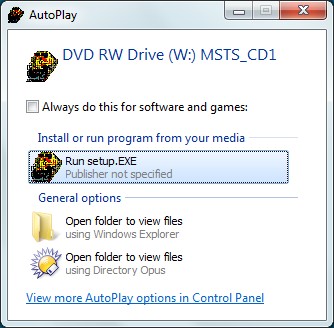 AutoPlay
DVD RW Drive (W:) MSTS_CD1
Always do this for software and games:
Install or run program from your media
Run setup.EXE
Publisher not specified
General options
Open folder to view files
using Windows Explorer
Open folder to view files
using Directory Opus
View more AutoPlay options in Control Panel